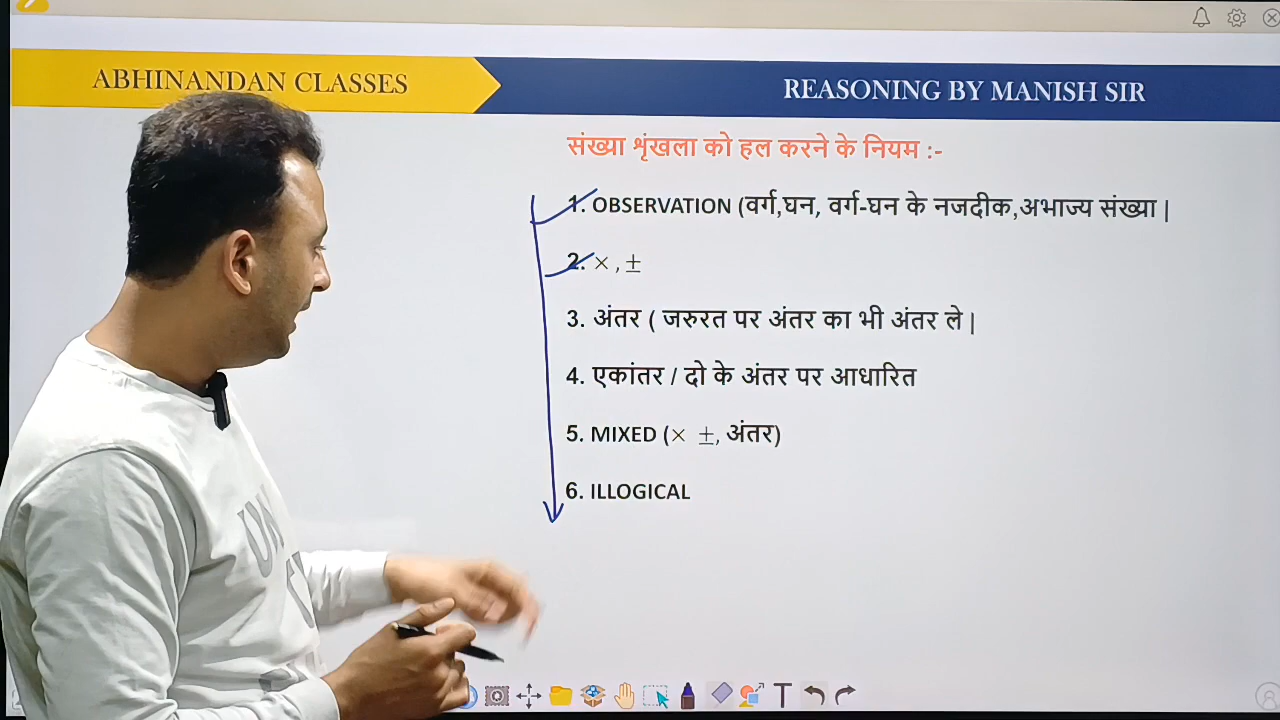 ABHINANDAN CLASSES
REASONING BY MANISH SIR
संख्या शृंखला को हल करने के नियम :-
1. OBSERVATION (वर्ग,घन, वर्ग-घन के नजदीक,अभाज्य संख्या |
2. × , ±
3. अंतर ( जरुरत पर अंतर का भी अंतर ले |
4. एकांतर / दो के अंतर पर आधारित
5. MIXED (× ±, अंतर)
6. ILLOGICAL